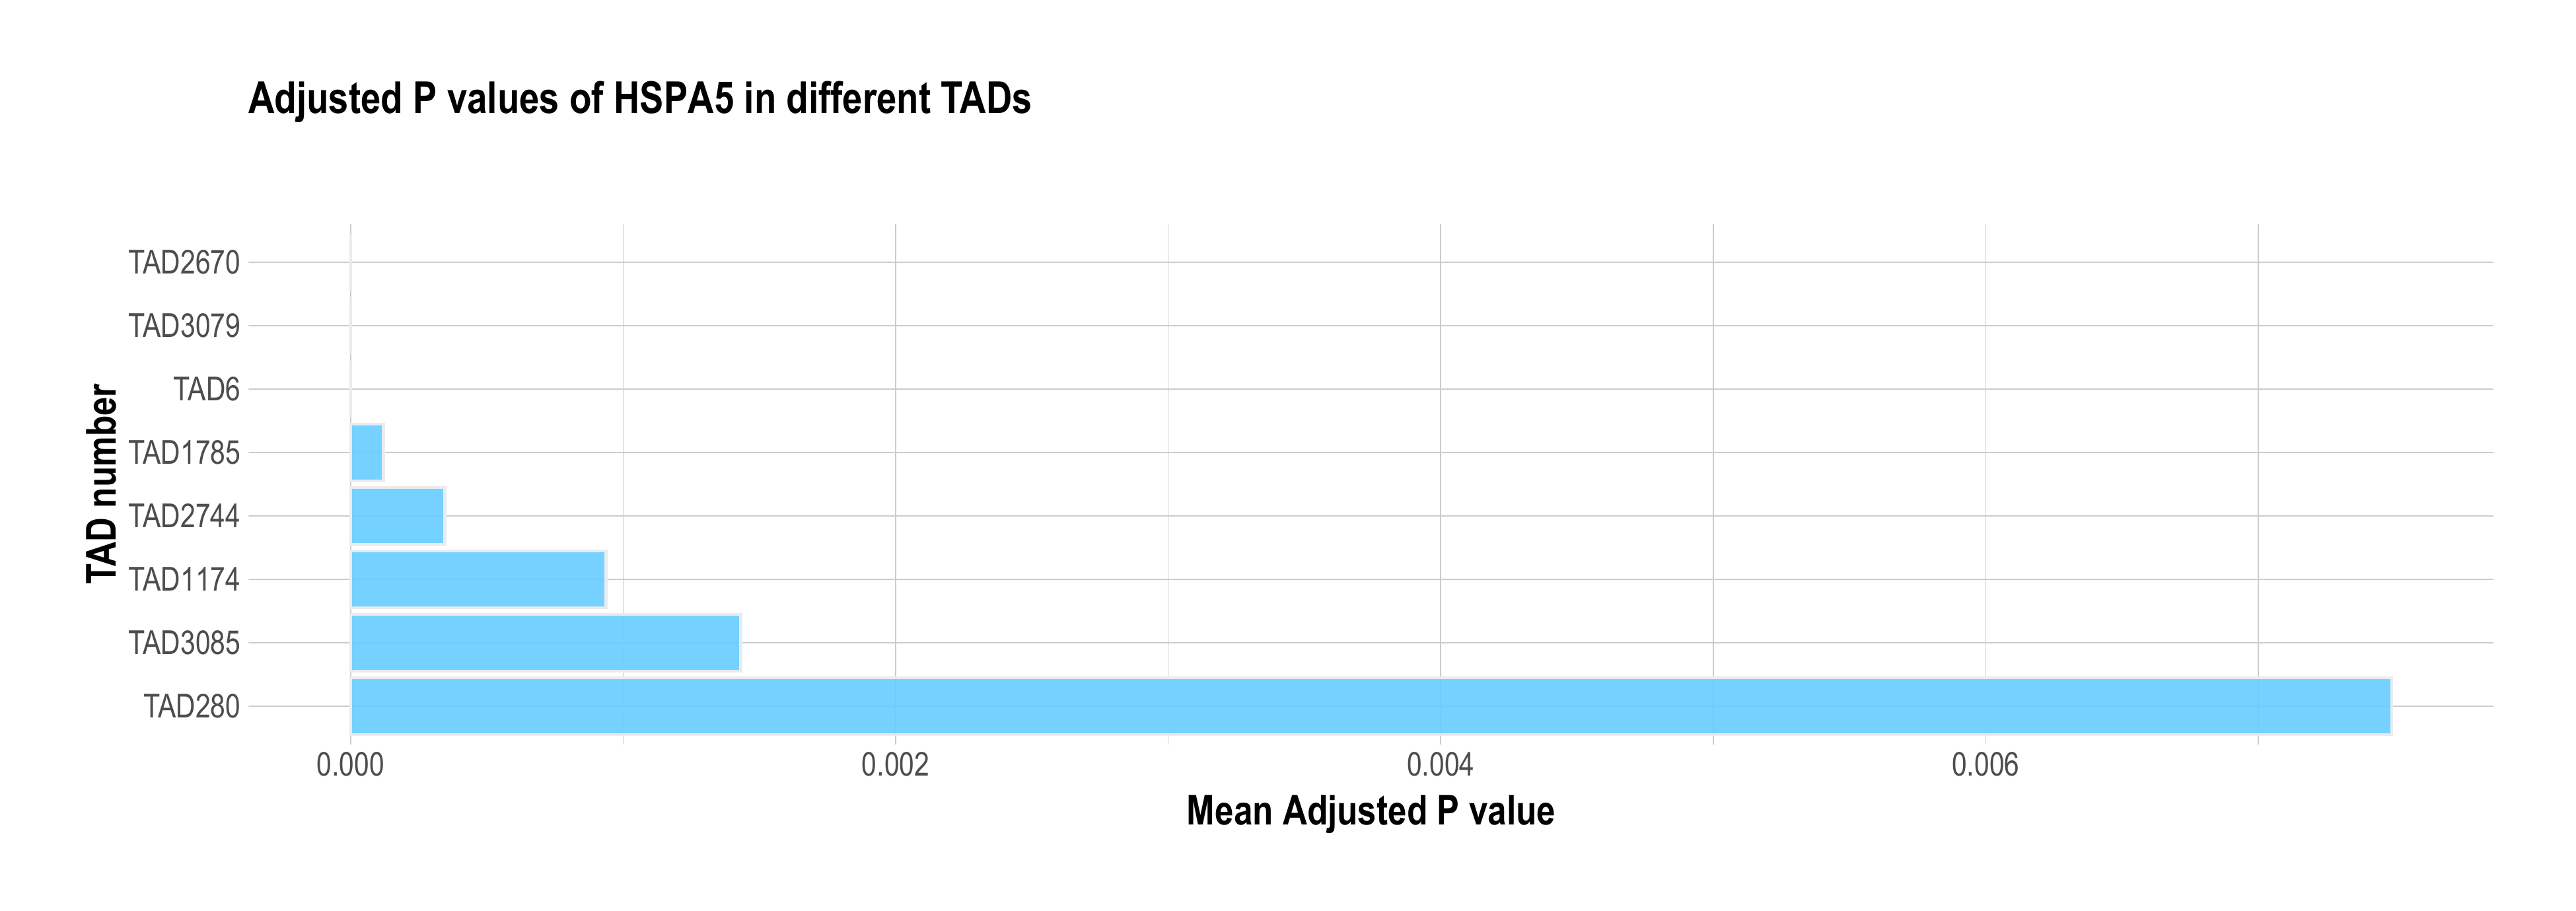 Adjusted P values of HSPA5 in different TADs
TAD number
TAD2670
TAD3079
TAD6
TAD1785
TAD2744
TAD1174
TAD3085
TAD280
0.000 0.002 0.004 0.006
Mean Adjusted P value